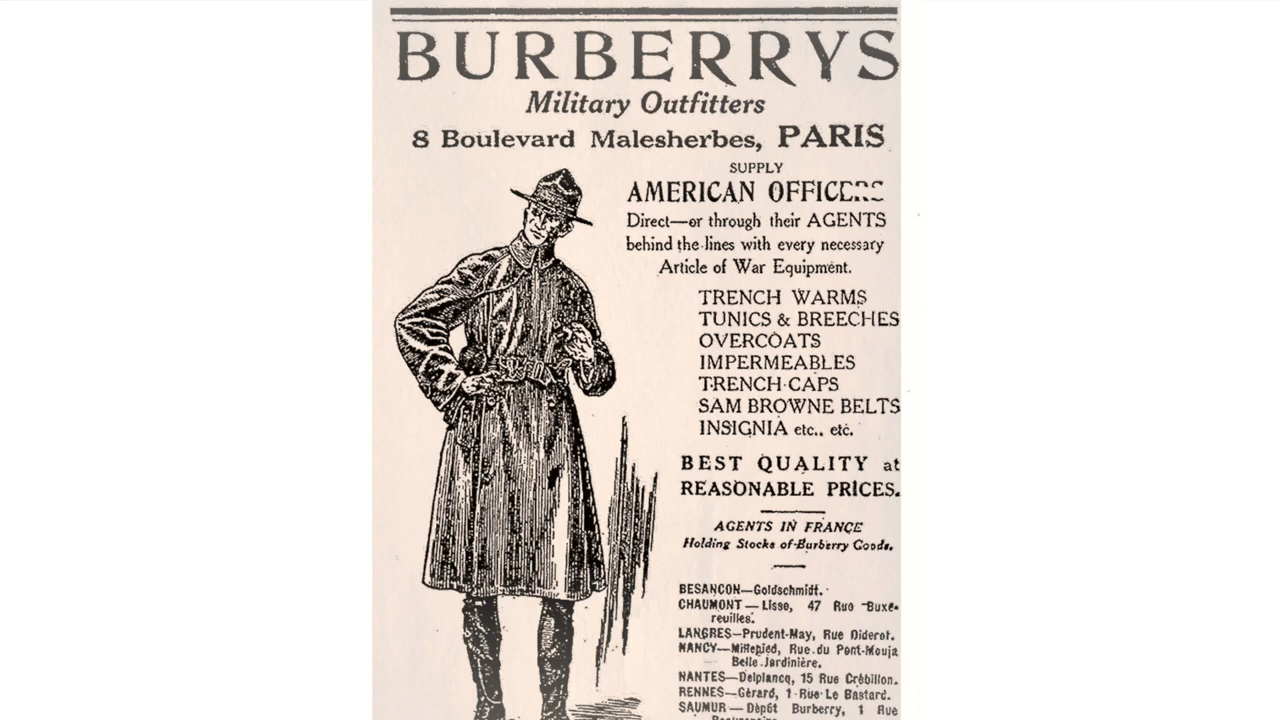 BURBERRYS
Military Outfitters
8 Boulevard Malesherbes, PARIS
SUPPLY
AMERICAN OFFICERS
Direct—or through their AGENTS
behind the lines with every necessary
Article of War Equipment.
TRENCH WARMS
TUNICS & BREECHES
OVERCOATS
IMPERMEABLES
TRENCH CAPS
SAM BROWNE BELTS
INSIGNIA etc., etc.
BEST QUALITY at
REASONABLE PRICES.
AGENTS IN FRANCE
Holding Stocks of Burberry Goods.
BESANÇON—Goldschmidt.
CHAUMONT—Lisse, 47 Rue Buxe-
reuilles.
LANGRES—Prudent-May, Rue Diderot.
NANCY—Millepied, Rue du Pont-Mouja
Belle Jardinière.
NANTES—Delplancq, 15 Rue Crébillon.
RENNES—Gérard, 1 Rue Le Bastard.
SAUMUR—Dépôt Burberry, 1 Rue